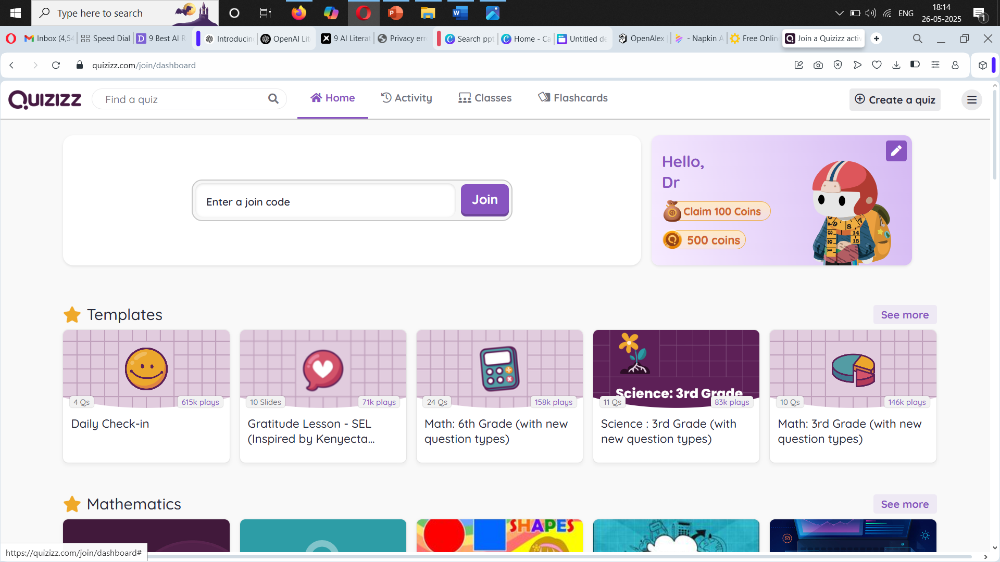 Type here to search
ENG
18:14
26-05-2025
1
Inbox (4,54
Speed Dial
9 Best AI R
Introducing
OpenAI Lit
9 AI Literat
Privacy erro
Search ppt
Home - Ca
Untitled de
OpenAlex
- Napkin A
Free Onlin
Join a Quizizz activ
quizizz.com/join/dashboard
Quizizz
Find a quiz
Home
Activity
Classes
Flashcards
Create a quiz
Enter a join code
Join
Hello,
Dr
Claim 100 Coins
500 coins
Templates
See more
Science: 3rd Grade
4 Qs
615k plays
10 Slides
71k plays
24 Qs
158k plays
11 Qs
83k plays
10 Qs
146k plays
Daily Check-in
Gratitude Lesson - SEL
(Inspired by Kenyecta...
Math: 6th Grade (with new
question types)
Science : 3rd Grade (with
new question types)
Math: 3rd Grade (with new
question types)
Mathematics
See more
SHAPES
https://quizizz.com/join/dashboard#